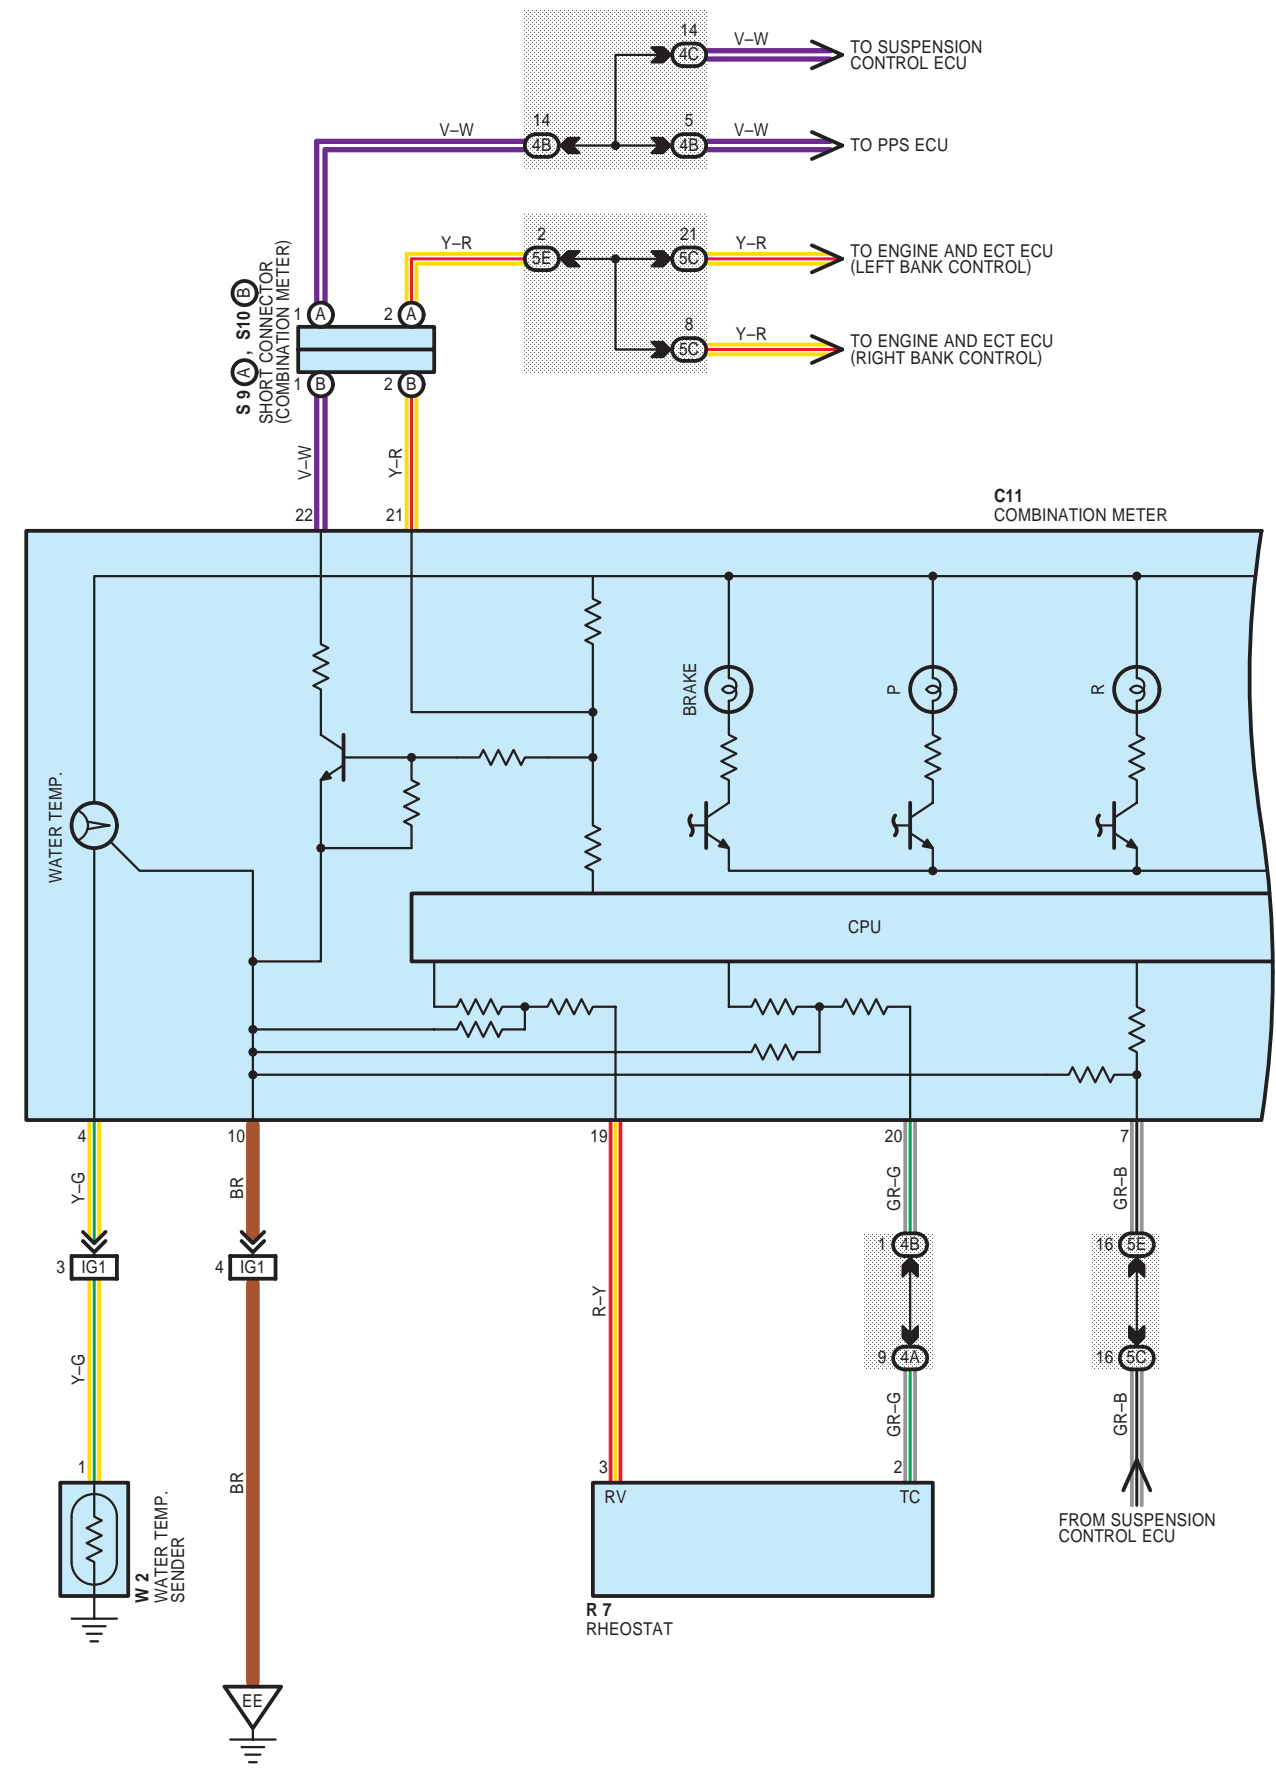 14
4C
V–W
TO SUSPENSION
CONTROL ECU
V–W
14
4B
5
4B
V–W
TO PPS ECU
Y–R
2
5E
21
5C
Y–R
TO ENGINE AND ECT ECU
(LEFT BANK CONTROL)
8
5C
Y–R
TO ENGINE AND ECT ECU
(RIGHT BANK CONTROL)
S 9 A , S10 B
SHORT CONNECTOR
(COMBINATION METER)
1 A
2 A
1 B
2 B
V–W
Y–R
22
21
C11
COMBINATION METER
BRAKE
P
R
WATER TEMP.
CPU
4
10
19
20
7
Y–G
BR
GR–G
GR–B
1 4B
16 5E
3 IG1
4 IG1
R–Y
9 4A
16 5C
Y–G
BR
GR–G
GR–B
1
3
2
RV
TC
W 2
WATER TEMP.
SENDER
FROM SUSPENSION
CONTROL ECU
R 7
RHEOSTAT
EE